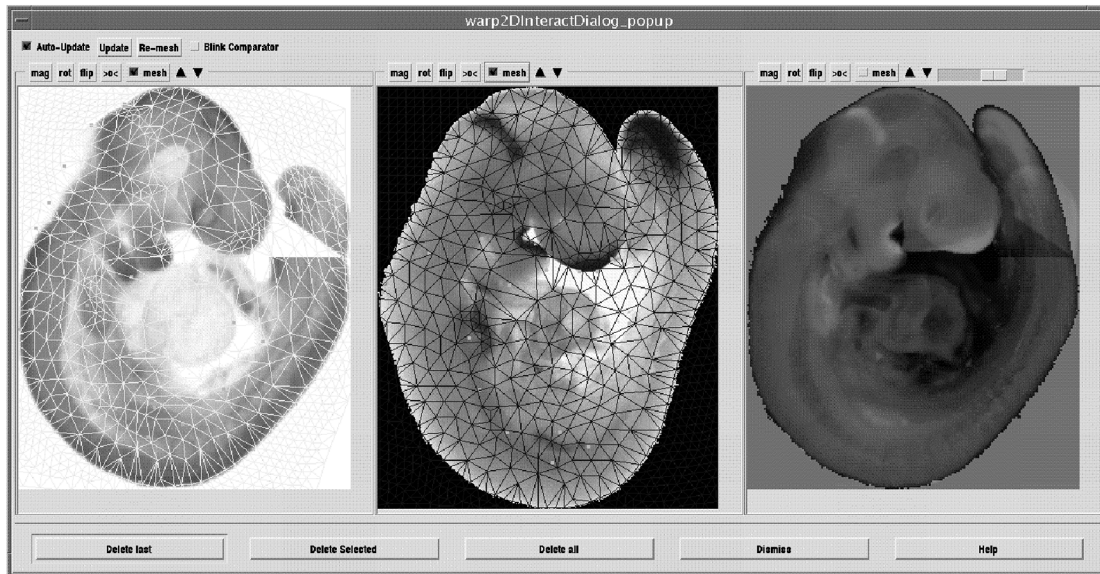 warp2DInteractDialog_popup
Auto-Update Update Re-mesh Blink Comparator
mag rot flip >o< mesh mag rot flip >o< mesh mag rot flip >o< mesh
Delete last Delete Selected Delete all Dismiss Help